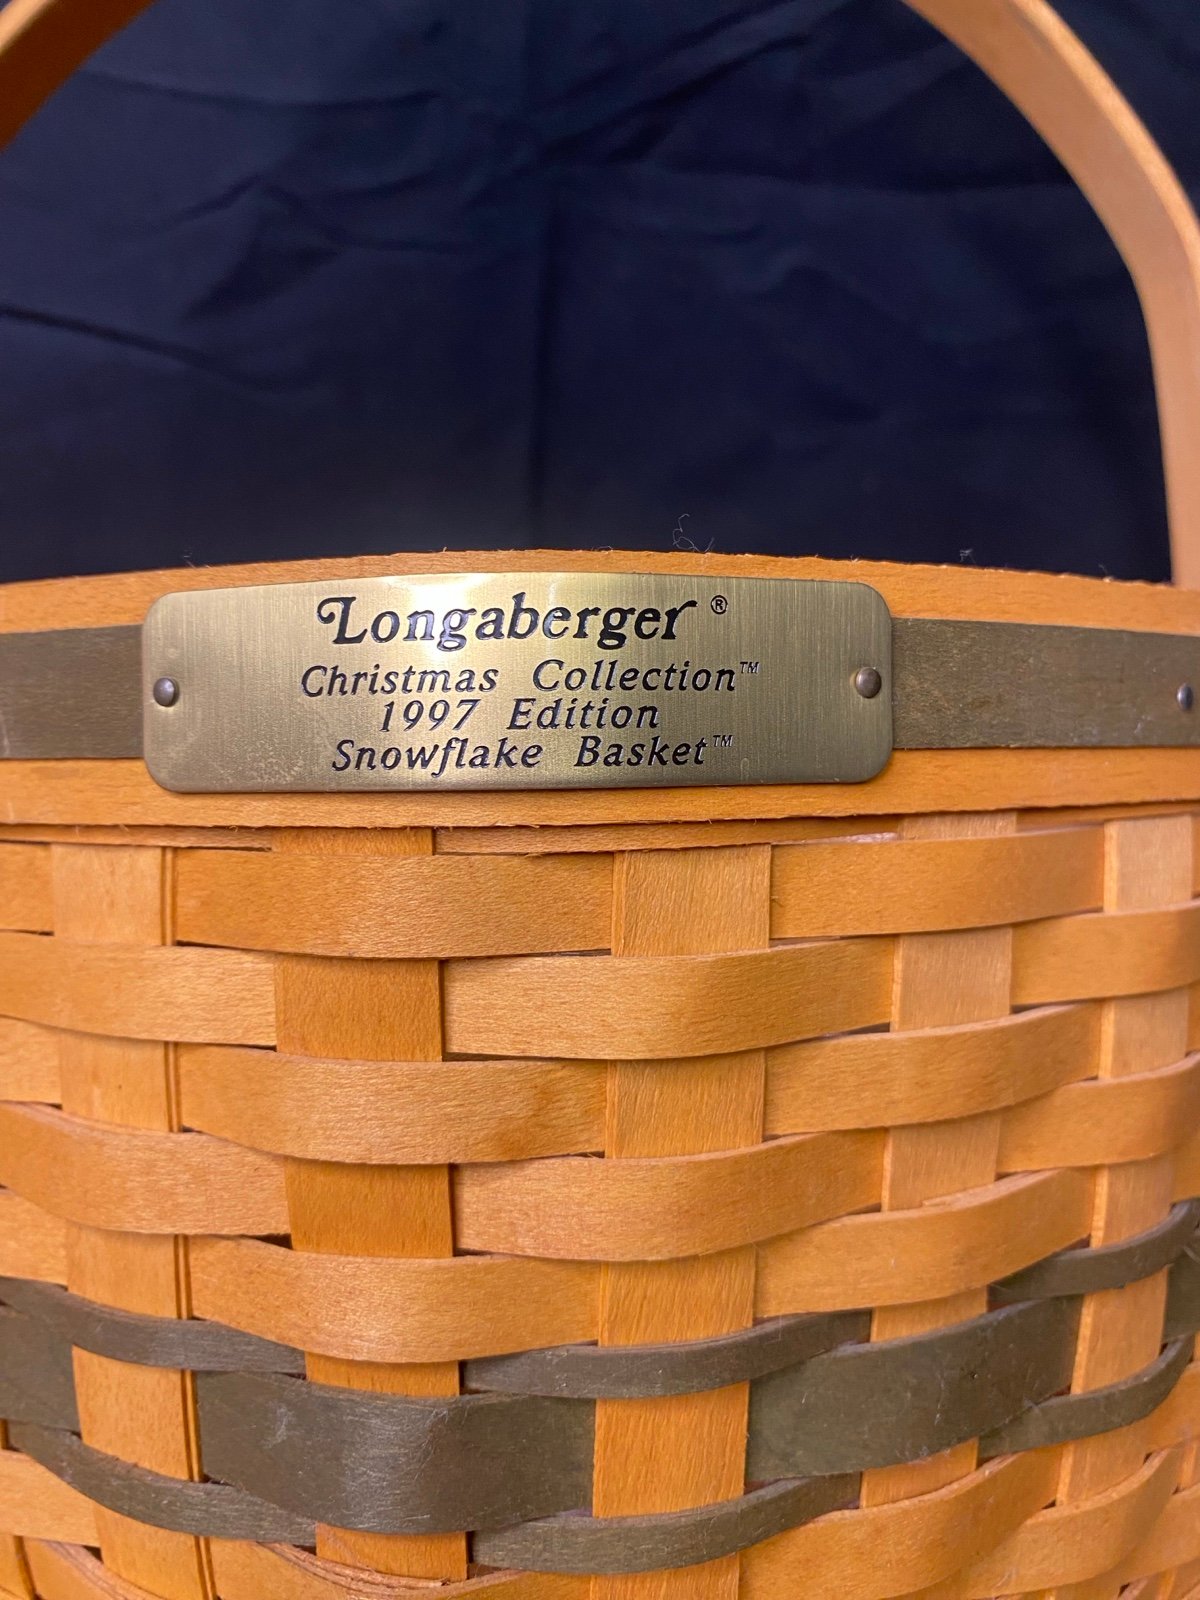 Longaberger ®
Christmas Collection™
1997 Edition
Snowflake Basket™